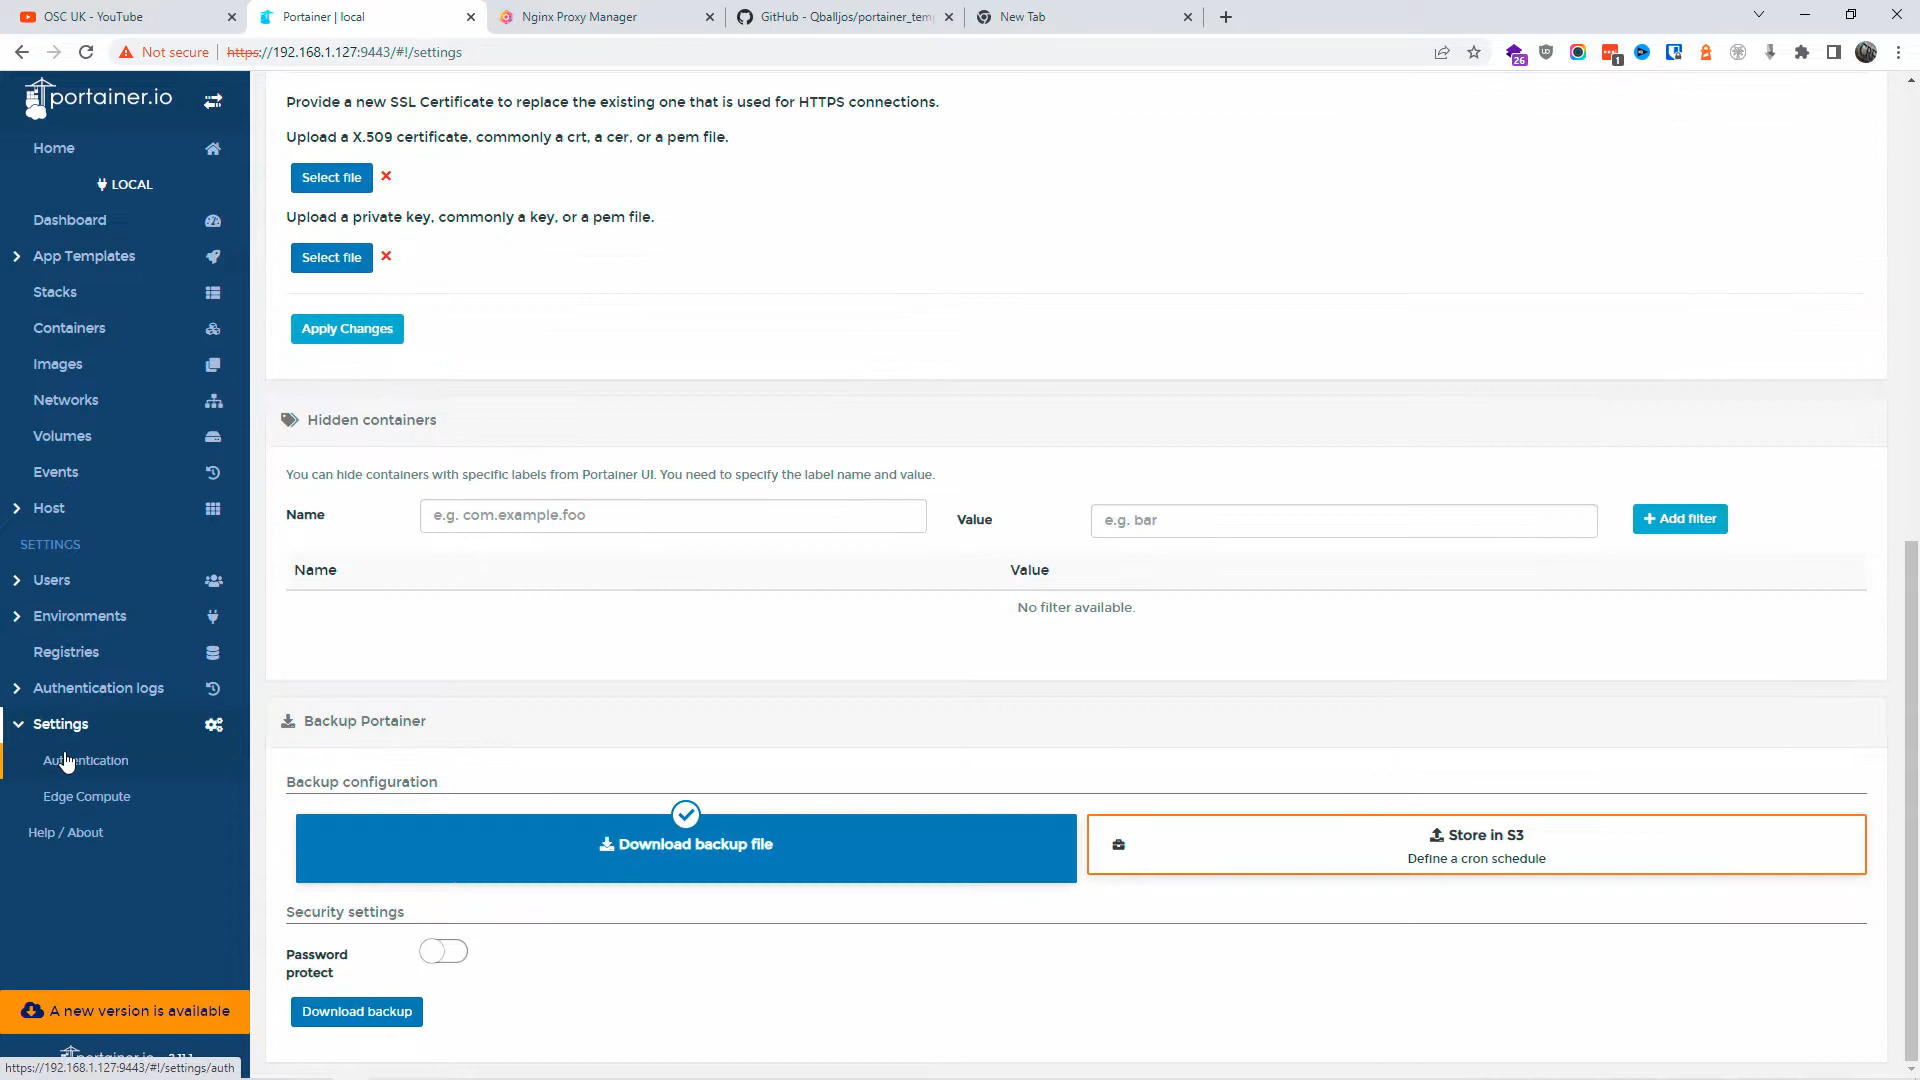 OSC UK - YouTube
Portainer | local
Nginx Proxy Manager
GitHub - Qballjos/portainer_tem
New Tab
Not secure
https://192.168.1.127:9443/#!/settings
26
1
portainer.io
Home
LOCAL
Dashboard
App Templates
Stacks
Containers
Images
Networks
Volumes
Events
Host
SETTINGS
Users
Environments
Registries
Authentication logs
Settings
Authentication
Edge Compute
Help / About
A new version is available
portainer.io
https://192.168.1.127:9443/#!/settings/auth
Provide a new SSL Certificate to replace the existing one that is used for HTTPS connections.
Upload a X.509 certificate, commonly a crt, a cer, or a pem file.
Select file
Upload a private key, commonly a key, or a pem file.
Select file
Apply Changes
Hidden containers
You can hide containers with specific labels from Portainer UI. You need to specify the label name and value.
Name
e.g. com.example.foo
Value
e.g. bar
+ Add filter
Name
Value
No filter available.
Backup Portainer
Backup configuration
Download backup file
Store in S3
Define a cron schedule
Security settings
Password
protect
Download backup